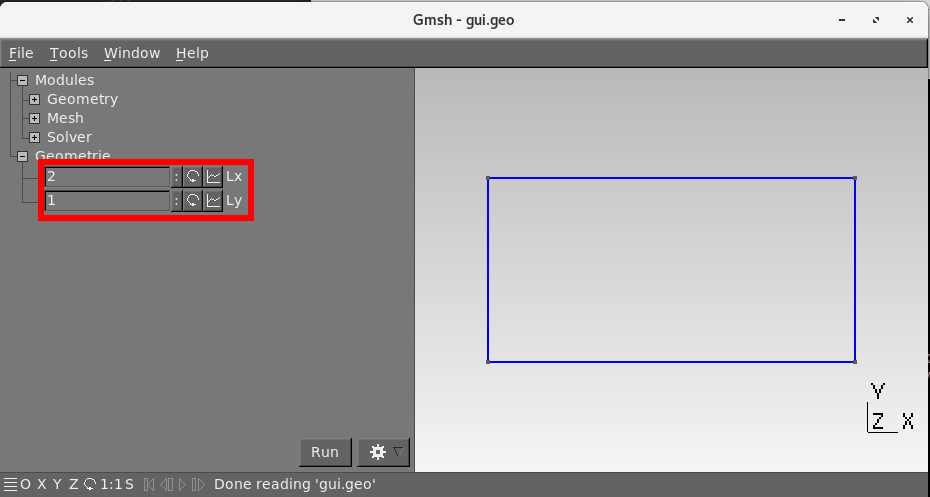 Gmsh - gui.geo
File Tools Window Help
Modules
Geometry
Mesh
Solver
Geometrie
2 : Lx
1 : Ly
Y
Z X
Run
O X Y Z 1:1 S Done reading 'gui.geo'